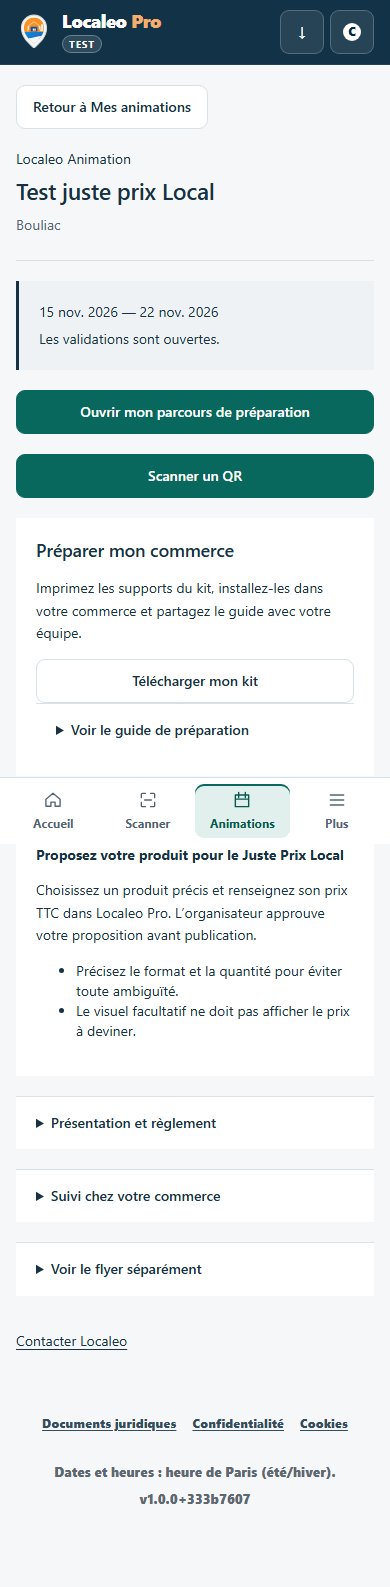 Localeo Pro
TEST
↓
C
Retour à Mes animations
Localeo Animation
Test juste prix Local
Bouliac
15 nov. 2026 — 22 nov. 2026
Les validations sont ouvertes.
Ouvrir mon parcours de préparation
Scanner un QR
Préparer mon commerce
Imprimez les supports du kit, installez-les dans
votre commerce et partagez le guide avec votre
équipe.
Télécharger mon kit
▶ Voir le guide de préparation
Accueil
Scanner
Animations
Plus
Proposez votre produit pour le Juste Prix Local
Choisissez un produit précis et renseignez son prix
TTC dans Localeo Pro. L’organisateur approuve
votre proposition avant publication.
• Précisez le format et la quantité pour éviter
toute ambiguïté.
• Le visuel facultatif ne doit pas afficher le prix
à deviner.
▶ Présentation et règlement
▶ Suivi chez votre commerce
▶ Voir le flyer séparément
Contacter Localeo
Documents juridiques Confidentialité Cookies
Dates et heures : heure de Paris (été/hiver).
v1.0.0+333b7607